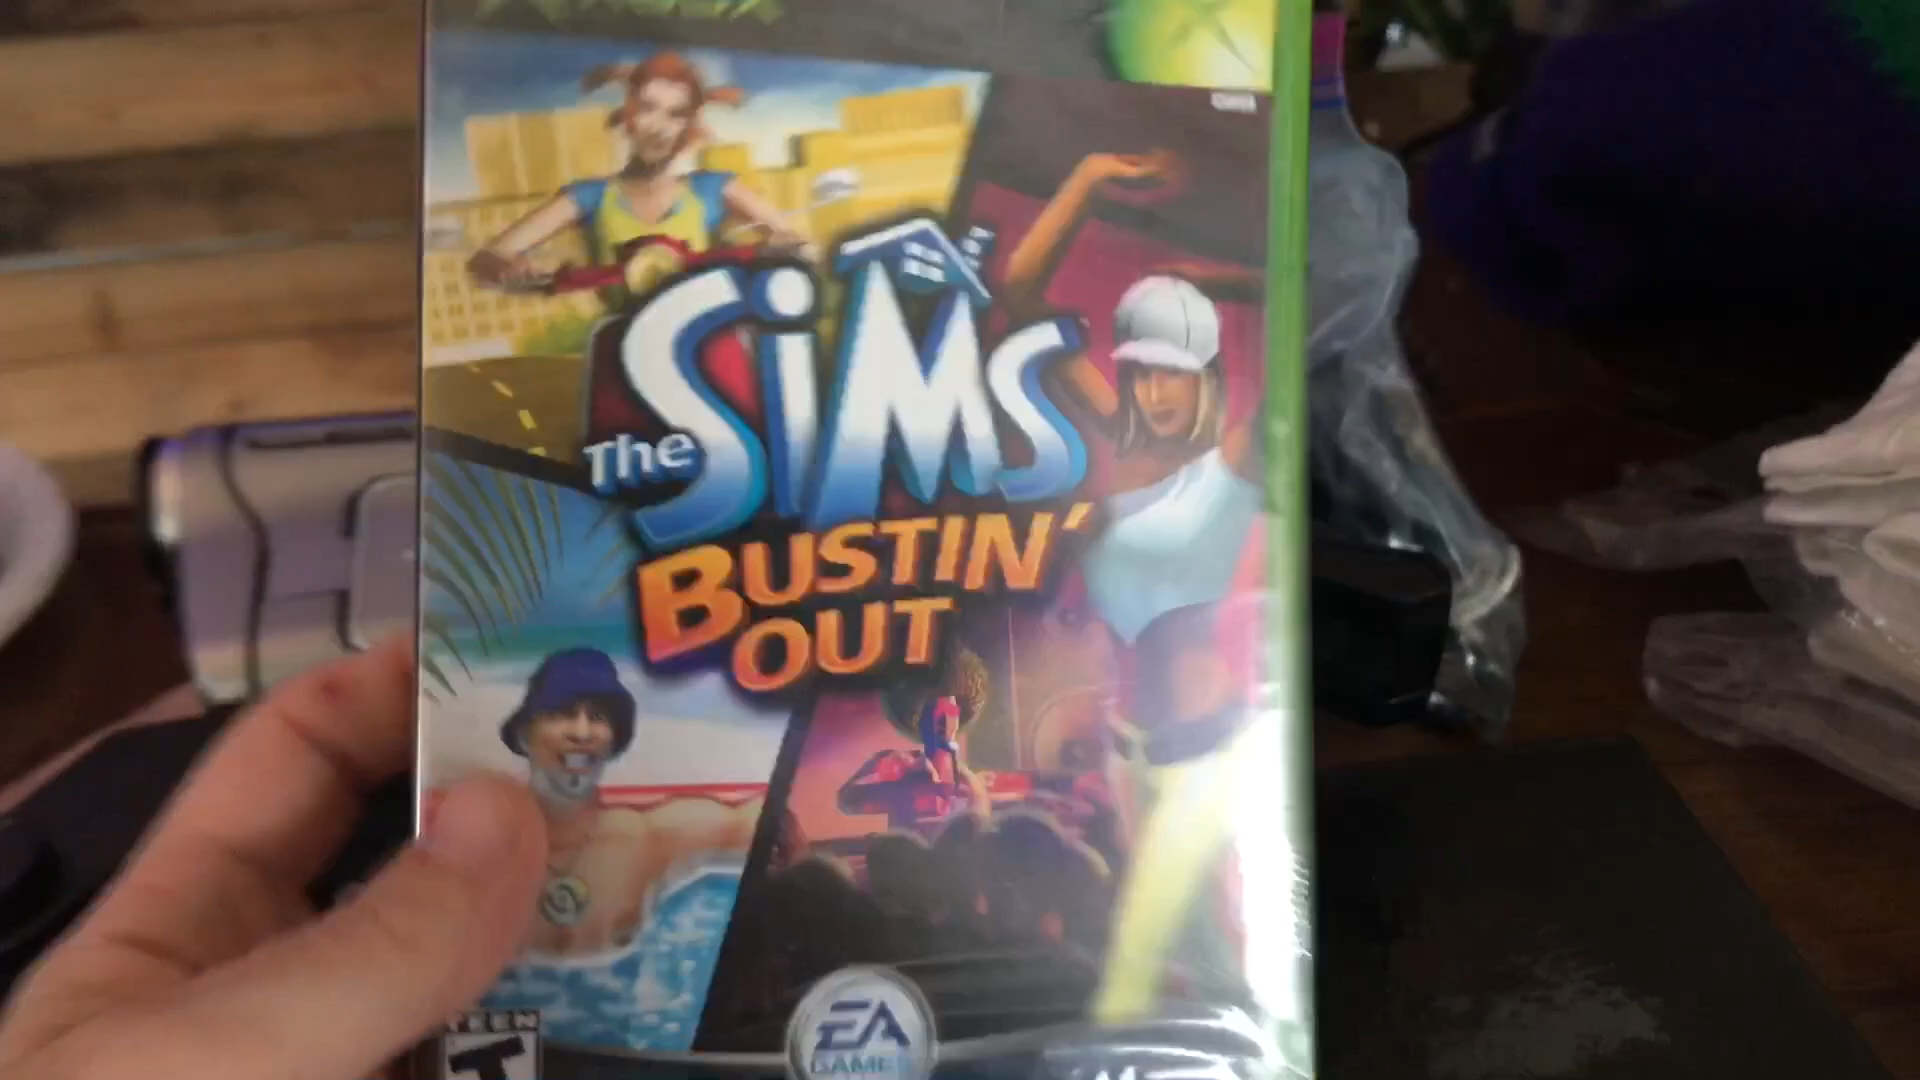 The
SiMS
BUSTIN'
OUT
TEEN
T
EA
GAMES